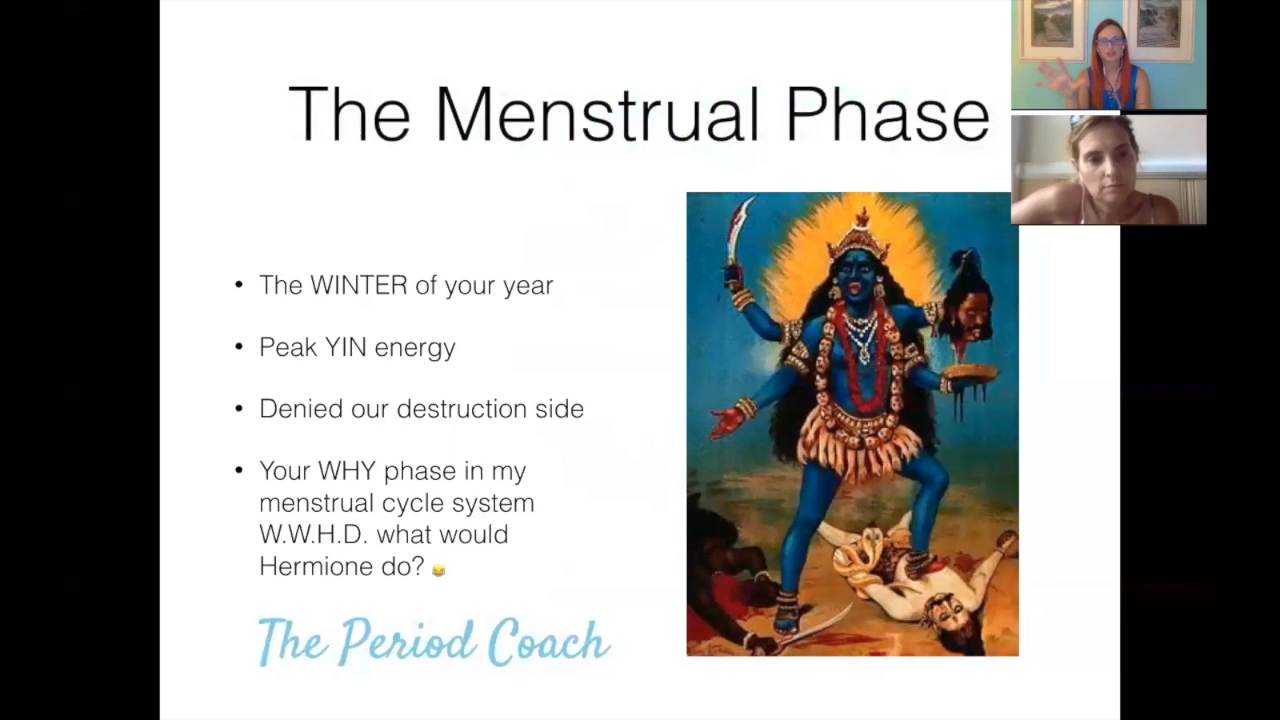 The Menstrual Phase
• The WINTER of your year
• Peak YIN energy
• Denied our destruction side
• Your WHY phase in my
menstrual cycle system
W.W.H.D. what would
Hermione do? 😂
The Period Coach